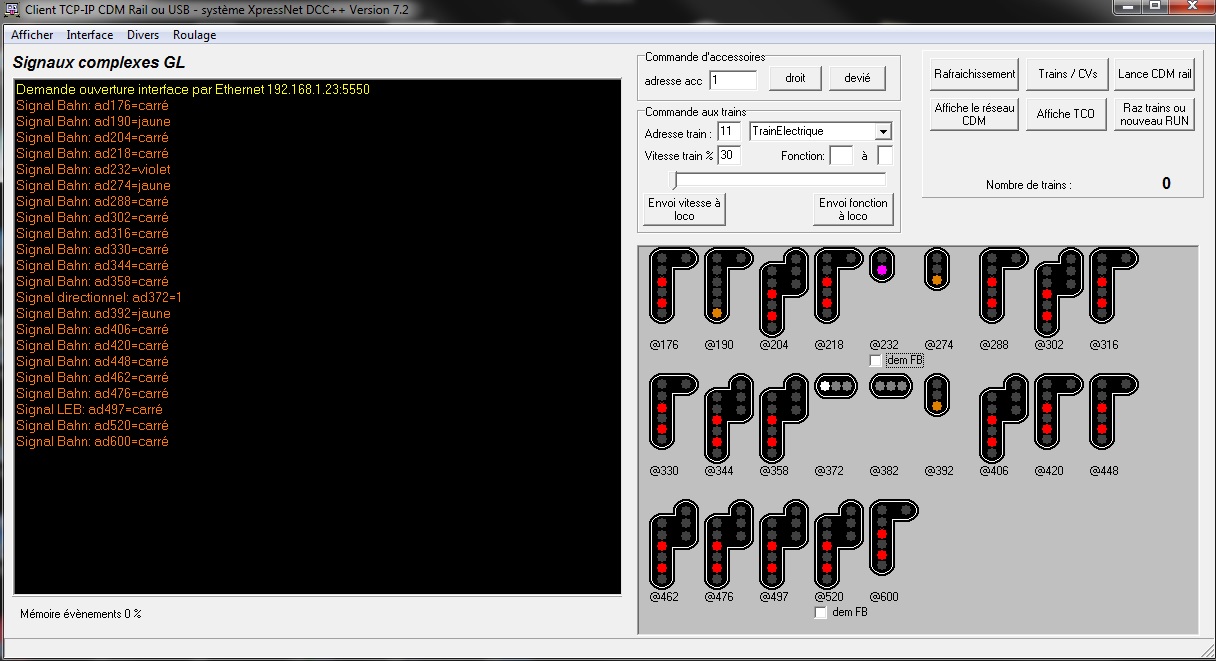 Client TCP-IP CDM Rail ou USB - système XpressNet DCC++ Version 7.2
Afficher Interface Divers Roulage
Signaux complexes GL
Demande ouverture interface par Ethernet 192.168.1.23:5550
Signal Bahn: ad176=carré
Signal Bahn: ad190=jaune
Signal Bahn: ad204=carré
Signal Bahn: ad218=carré
Signal Bahn: ad232=violet
Signal Bahn: ad274=jaune
Signal Bahn: ad288=carré
Signal Bahn: ad302=carré
Signal Bahn: ad316=carré
Signal Bahn: ad330=carré
Signal Bahn: ad344=carré
Signal Bahn: ad358=carré
Signal directionnel: ad372=1
Signal Bahn: ad392=jaune
Signal Bahn: ad406=carré
Signal Bahn: ad420=carré
Signal Bahn: ad448=carré
Signal Bahn: ad462=carré
Signal Bahn: ad476=carré
Signal LEB: ad497=carré
Signal Bahn: ad520=carré
Signal Bahn: ad600=carré
Mémoire évènements 0 %
Commande d'accessoires
adresse acc 1 droit devié
Commande aux trains
Adresse train : 11 TrainElectrique
Vitesse train % 30 Fonction: à
Envoi vitesse à
loco
Envoi fonction
à loco
Rafraichissement Trains / CVs Lance CDM rail
Affiche le réseau
CDM
Affiche TCO
Raz trains ou
nouveau RUN
Nombre de trains : 0
@176 @190 @204 @218 @232 @274 @288 @302 @316
dem FB
@330 @344 @358 @372 @382 @392 @406 @420 @448
@462 @476 @497 @520 @600
dem FB